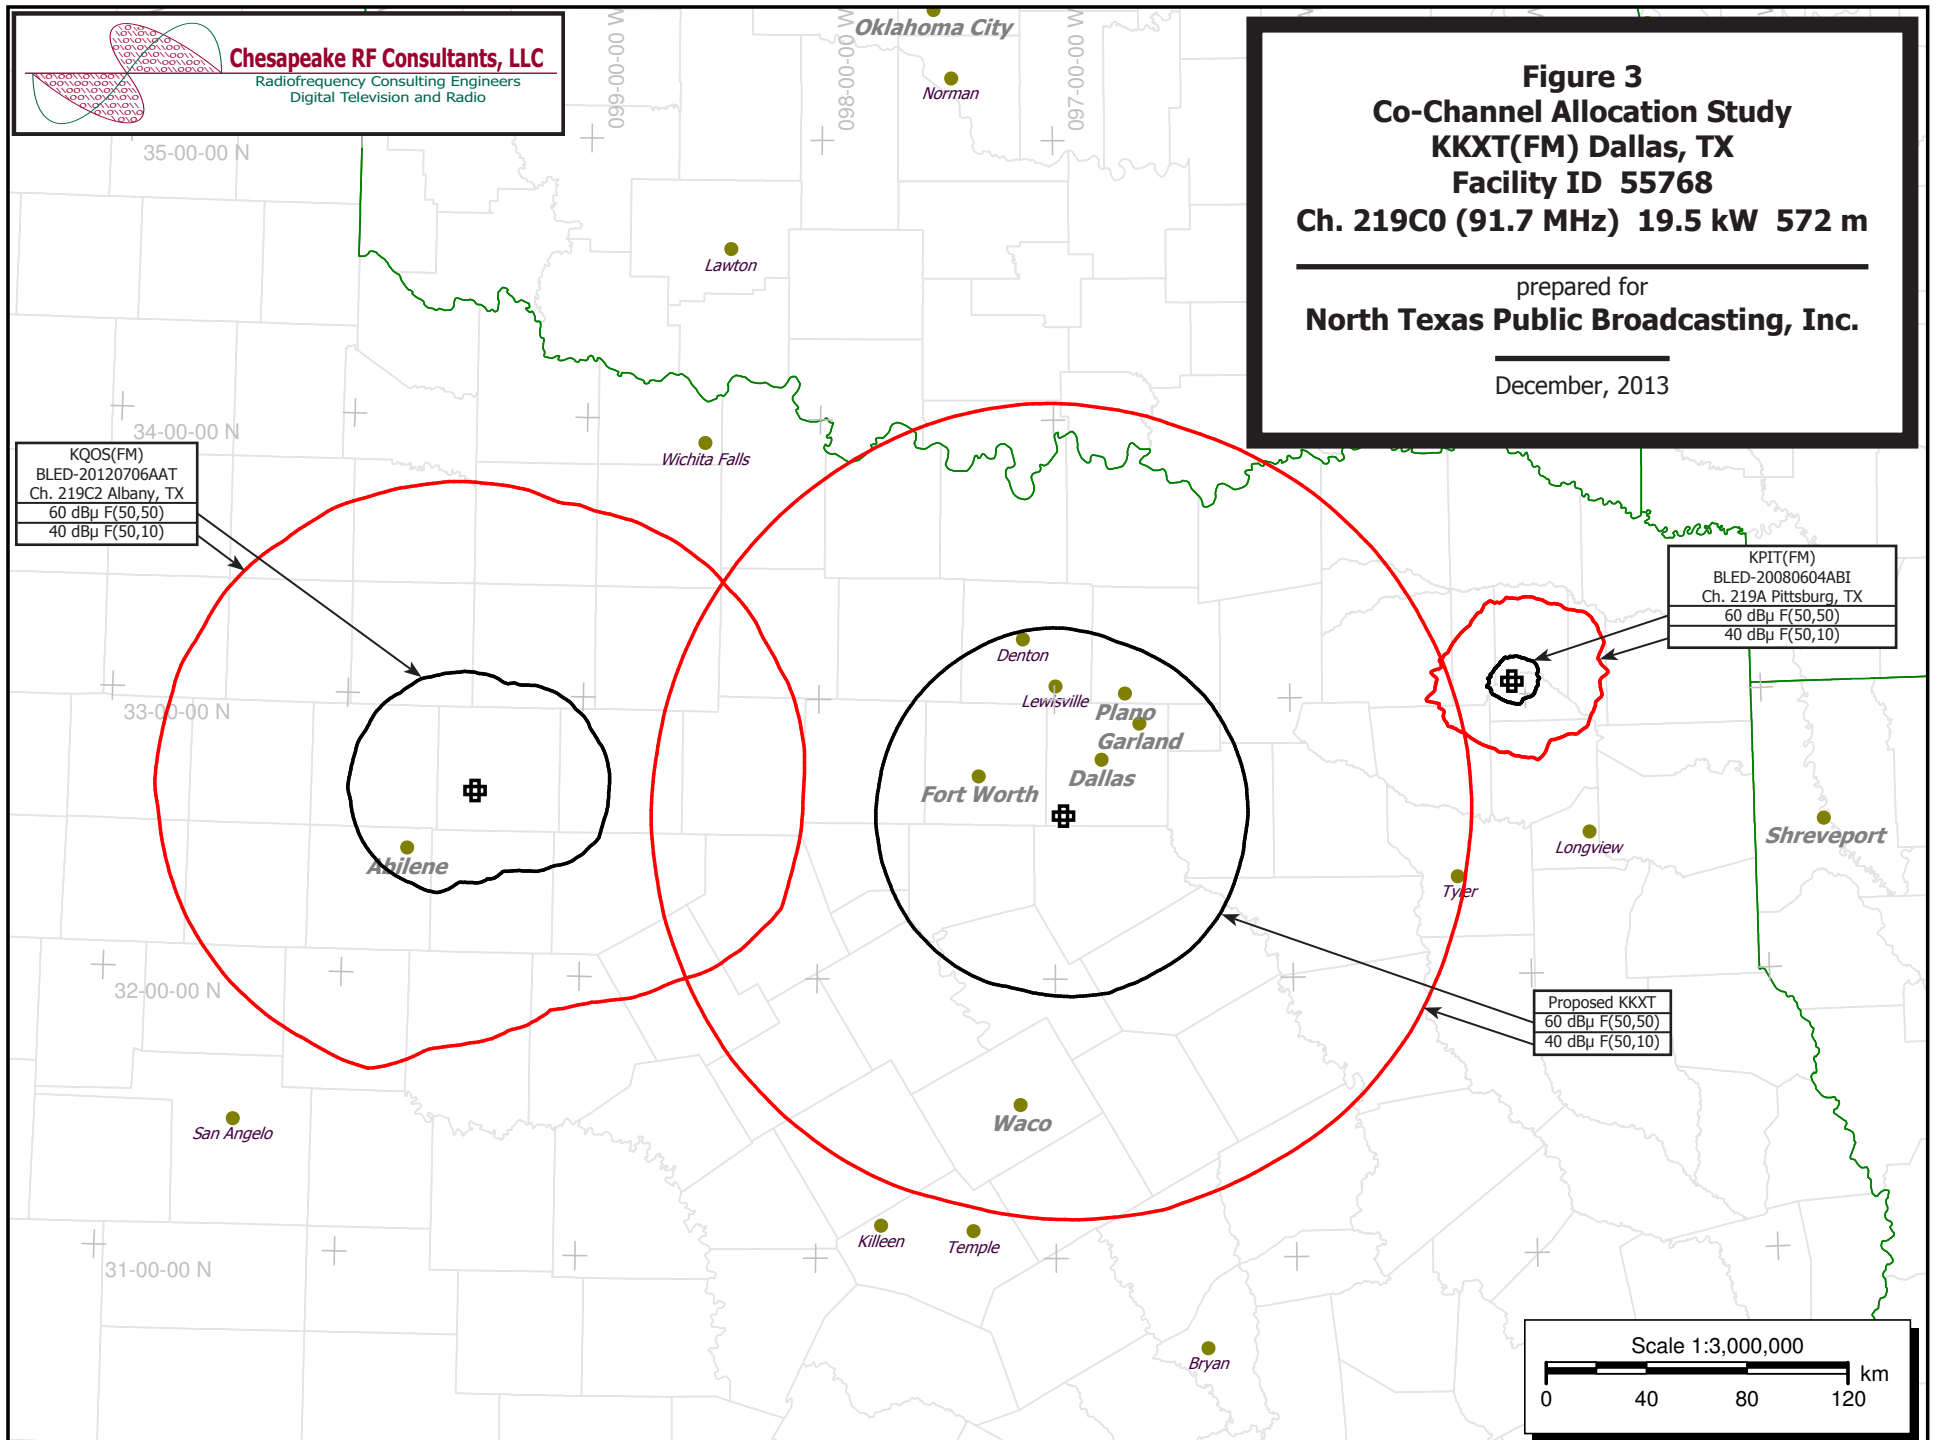 Chesapeake RF Consultants, LLC
Radiofrequency Consulting Engineers
Digital Television and Radio
Figure 3
Co-Channel Allocation Study
KKXT(FM) Dallas, TX
Facility ID 55768
Ch. 219C0 (91.7 MHz) 19.5 kW 572 m
prepared for
North Texas Public Broadcasting, Inc.
December, 2013
099-00-00 W
098-00-00 W
097-00-00 W
Oklahoma City
Norman
35-00-00 N
Lawton
34-00-00 N
Wichita Falls
KQOS(FM)
BLED-20120706AAT
Ch. 219C2 Albany, TX
60 dBµ F(50,50)
40 dBµ F(50,10)
KPIT(FM)
BLED-20080604ABI
Ch. 219A Pittsburg, TX
60 dBµ F(50,50)
40 dBµ F(50,10)
Denton
Lewisville
Plano
33-00-00 N
Garland
Dallas
Fort Worth
Abilene
Longview
Shreveport
Tyler
32-00-00 N
Proposed KKXT
60 dBµ F(50,50)
40 dBµ F(50,10)
Waco
San Angelo
Killeen
Temple
31-00-00 N
Bryan
Scale 1:3,000,000
km
0 40 80 120